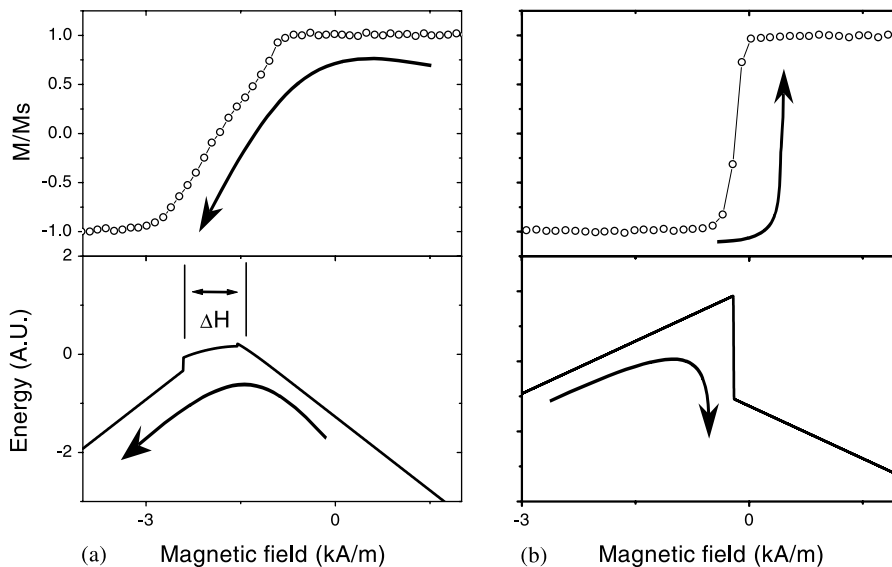 M/Ms
1.0
0.5
0.0
-0.5
-1.0
2
0
-2
Energy (A.U.)
ΔH
-3
0
-3
0
(a)
Magnetic field (kA/m)
(b)
Magnetic field (kA/m)